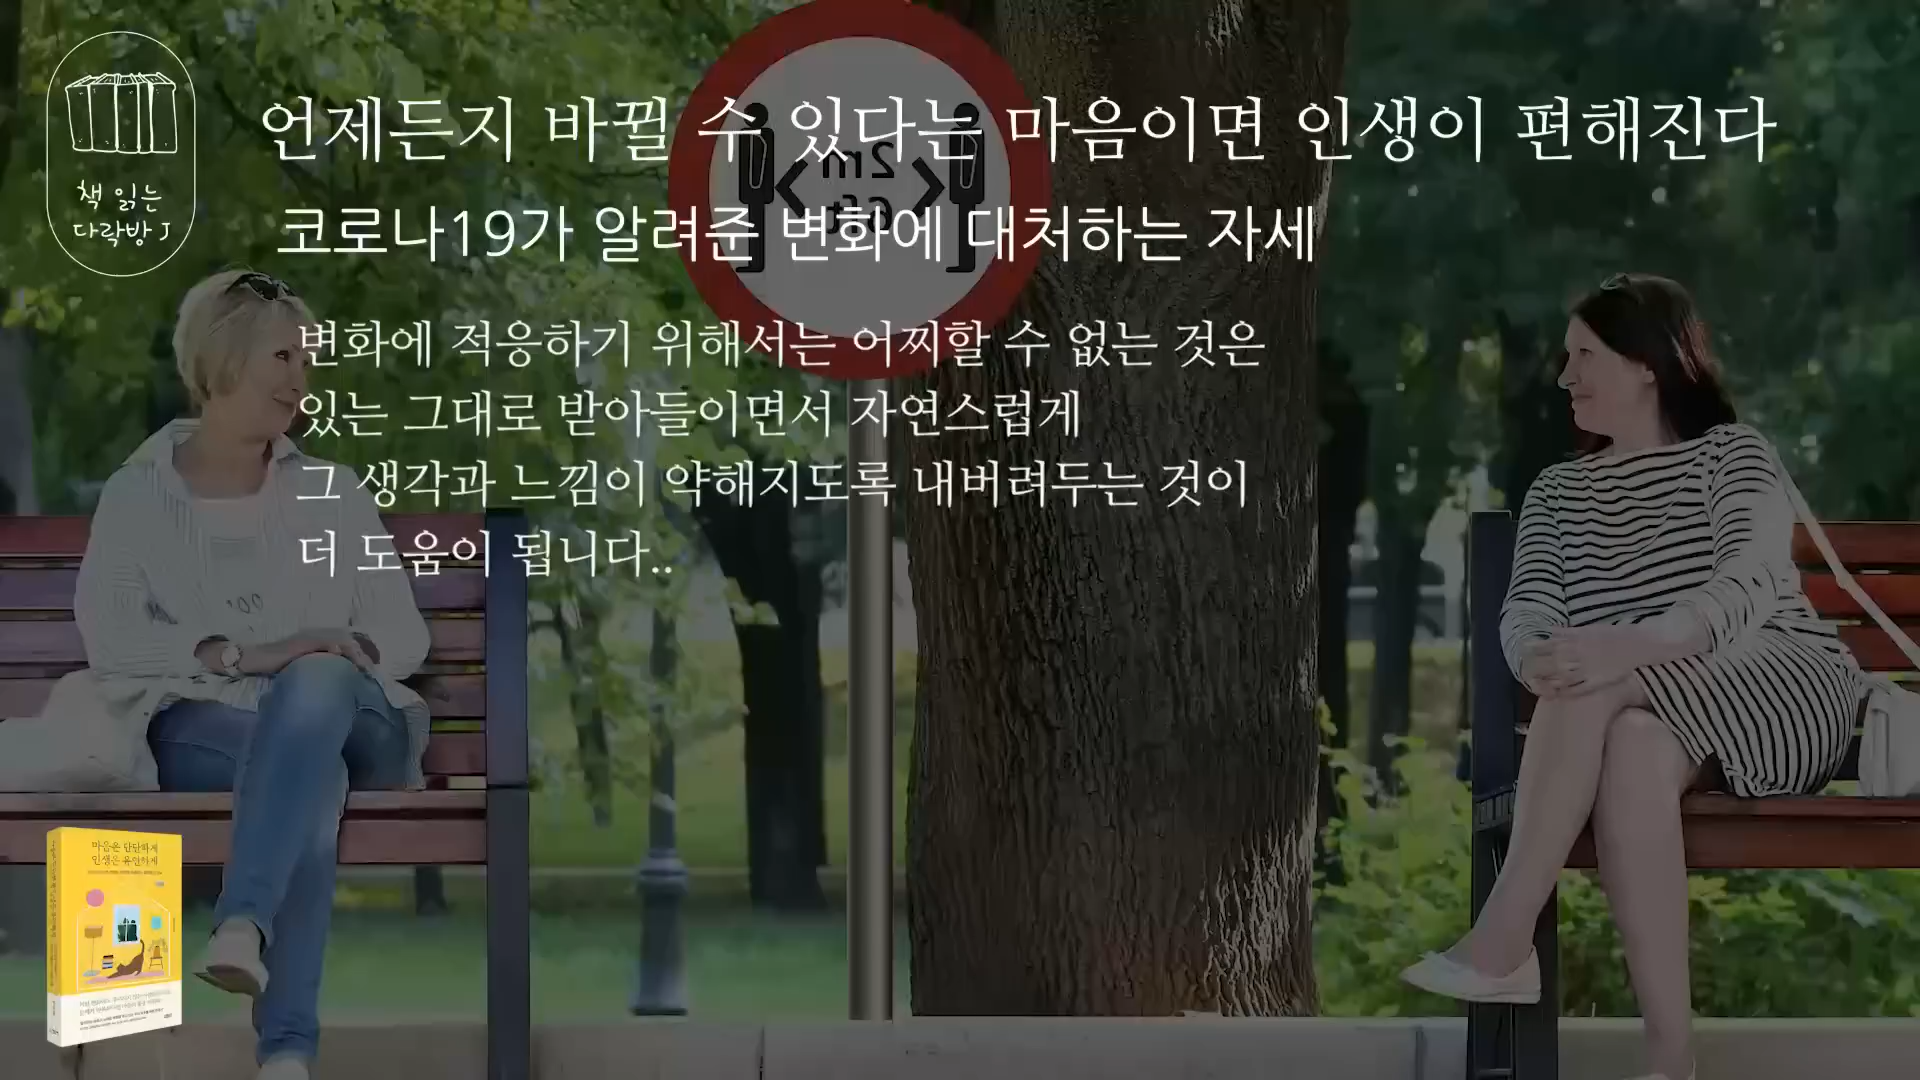 책 읽는
다락방 J
언제든지 바뀔 수 있다는 마음이면 인생이 편해진다
코로나19가 알려준 변화에 대처하는 자세
2m
6ft
변화에 적응하기 위해서는 어찌할 수 없는 것은
있는 그대로 받아들이면서 자연스럽게
그 생각과 느낌이 약해지도록 내버려두는 것이
더 도움이 됩니다..
마음은 단단하게
인생은 유연하게